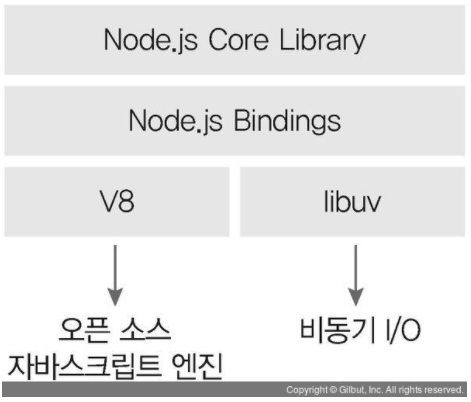 Node.js Core Library
Node.js Bindings
V8
libuv
오픈 소스
자바스크립트 엔진
비동기 I/O
Copyright © Gilbut, Inc. All rights reserved.